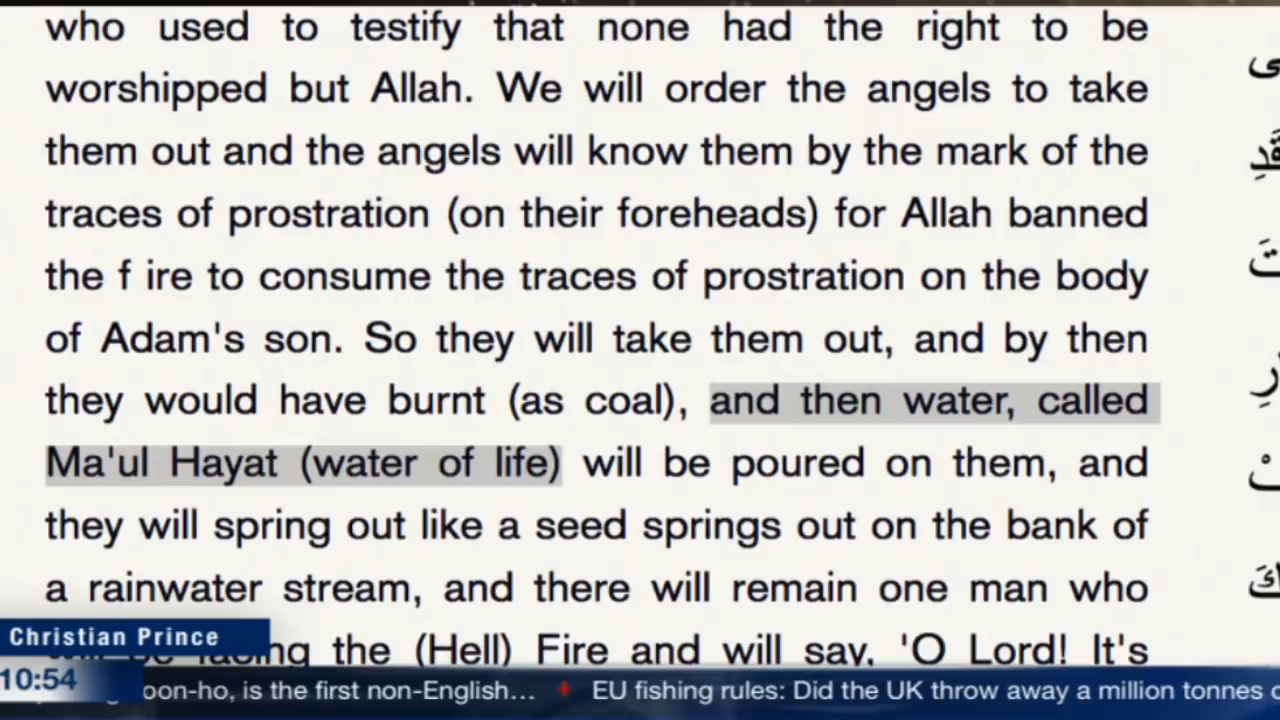 who used to testify that none had the right to be
worshipped but Allah. We will order the angels to take
them out and the angels will know them by the mark of the
traces of prostration (on their foreheads) for Allah banned
the f ire to consume the traces of prostration on the body
of Adam's son. So they will take them out, and by then
they would have burnt (as coal), and then water, called
Ma'ul Hayat (water of life) will be poured on them, and
they will spring out like a seed springs out on the bank of
a rainwater stream, and there will remain one man who
will be facing the (Hell) Fire and will say, 'O Lord! It's
Christian Prince
10:54
oon-ho, is the first non-English... EU fishing rules: Did the UK throw away a million tonnes